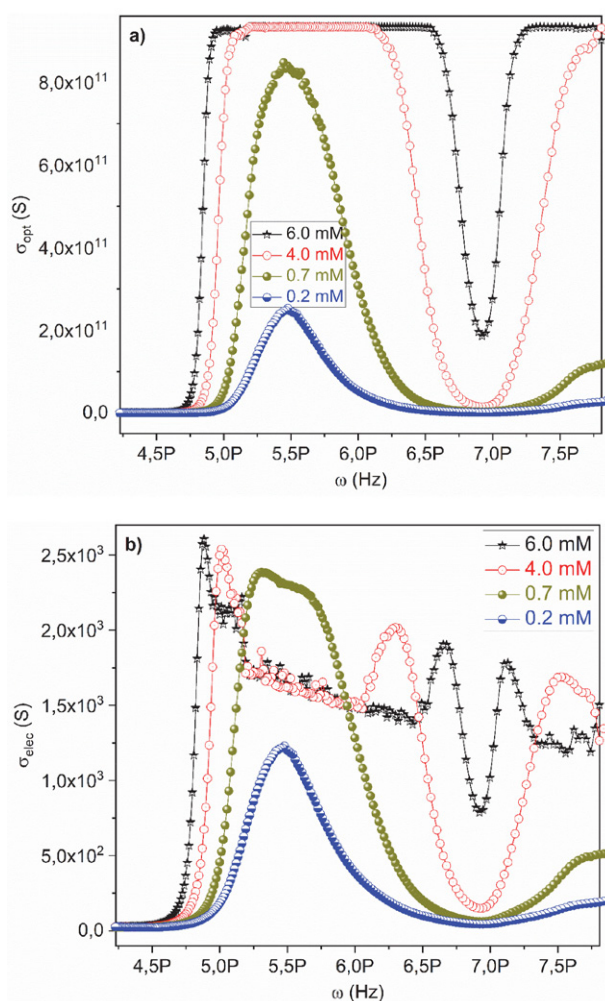 a)
8,0x10¹¹
6,0x10¹¹
4,0x10¹¹
2,0x10¹¹
0,0
σopt (S)
6.0 mM
4.0 mM
0.7 mM
0.2 mM
4,5P 5,0P 5,5P 6,0P 6,5P 7,0P 7,5P
ω (Hz)
b)
2,5x10³
2,0x10³
1,5x10³
1,0x10³
5,0x10²
0,0
σelec (S)
6.0 mM
4.0 mM
0.7 mM
0.2 mM
4,5P 5,0P 5,5P 6,0P 6,5P 7,0P 7,5P
ω (Hz)